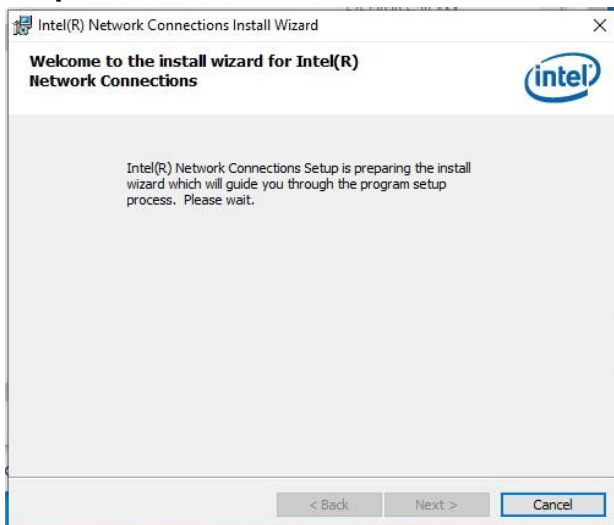 Intel(R) Network Connections Install Wizard
Welcome to the install wizard for Intel(R)
Network Connections
intel
Intel(R) Network Connections Setup is preparing the install
wizard which will guide you through the program setup
process. Please wait.
< Back Next > Cancel